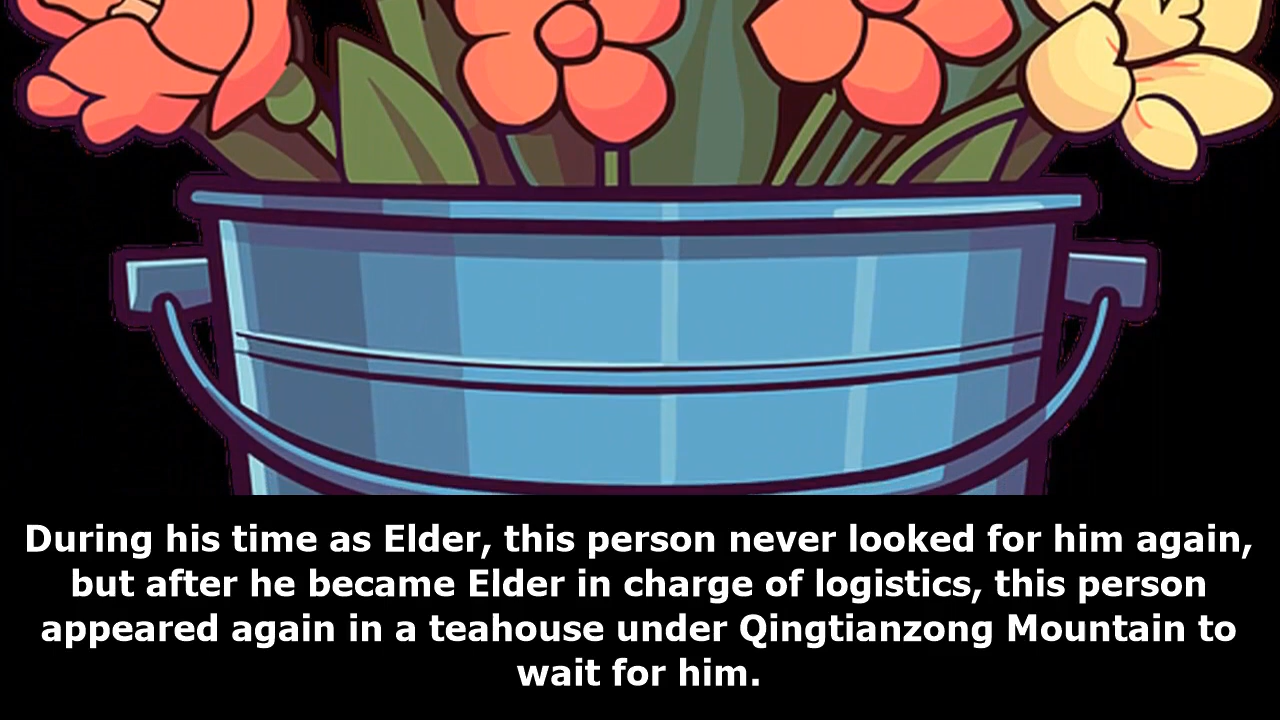 During his time as Elder, this person never looked for him again,
but after he became Elder in charge of logistics, this person
appeared again in a teahouse under Qingtianzong Mountain to
wait for him.